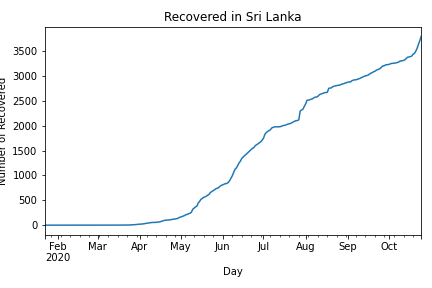 Recovered in Sri Lanka
Number of Recovered
3500
3000
2500
2000
1500
1000
500
0
Feb
2020
Mar
Apr
May
Jun
Jul
Aug
Sep
Oct
Day